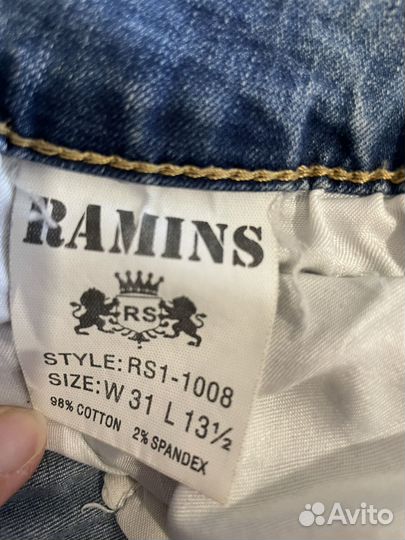 RAMINS
RS
STYLE: RS1-1008
SIZE: W 31 L 13½
98% COTTON 2% SPANDEX
Avito